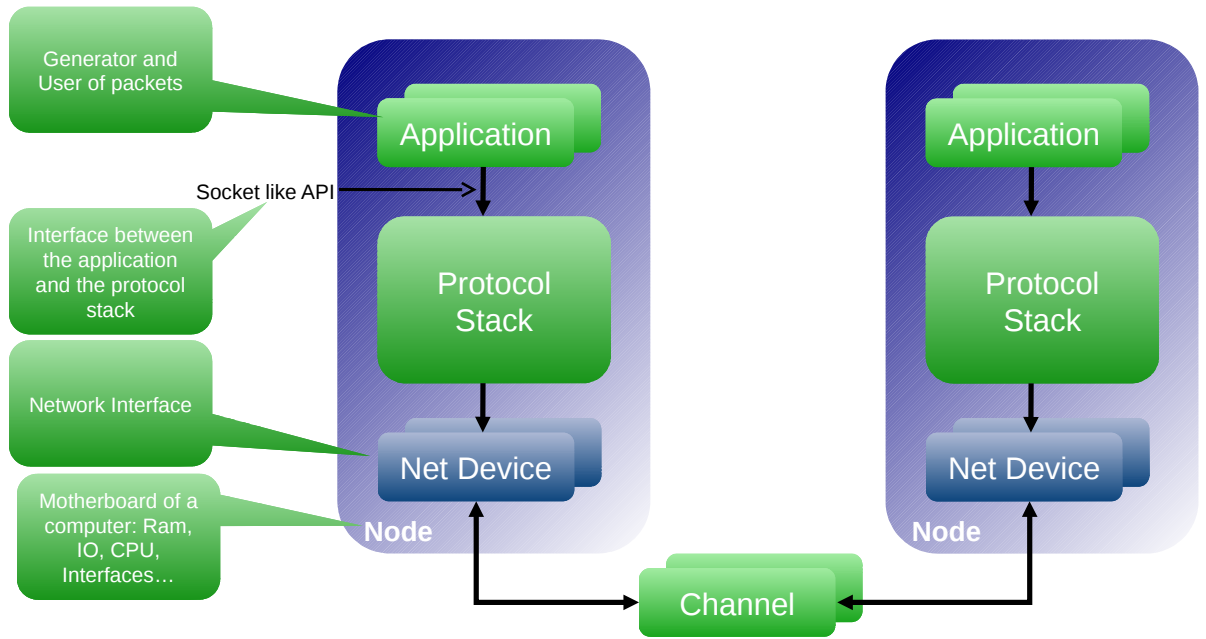 Generator and
User of packets
Application
Application
Socket like API
Interface between
the application
and the protocol
stack
Protocol
Stack
Protocol
Stack
Network Interface
Net Device
Net Device
Motherboard of a
computer: Ram,
IO, CPU,
Interfaces…
Node
Node
Channel